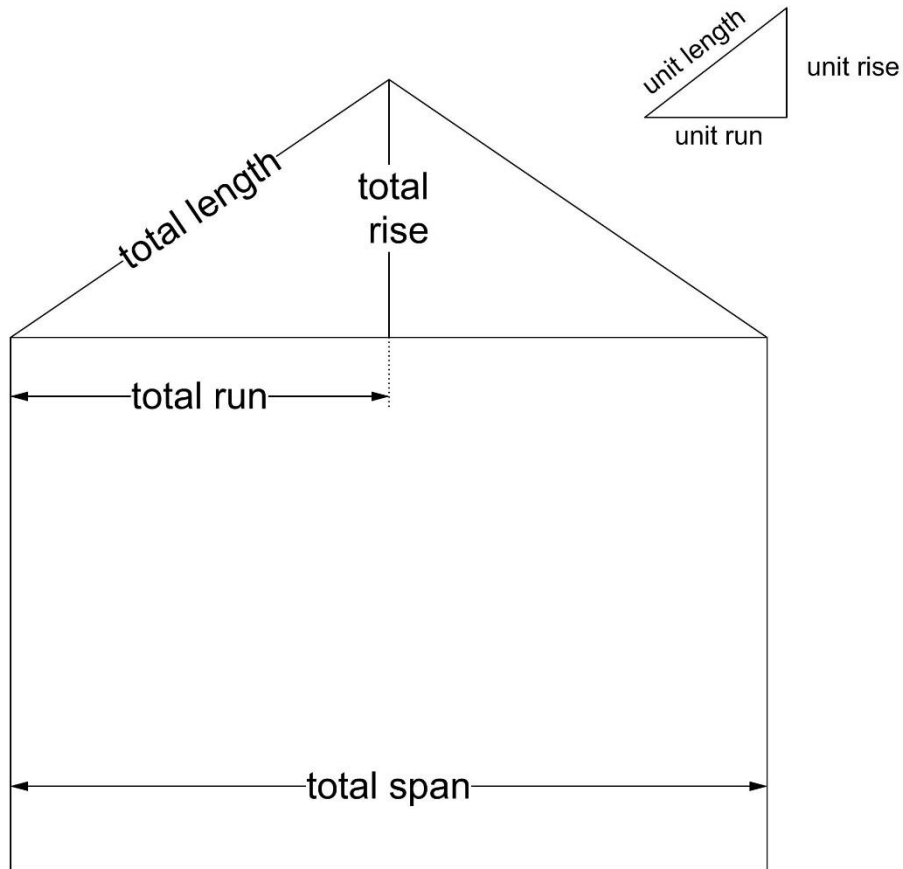 unit length
unit rise
unit run
total length
total
rise
total run
total span